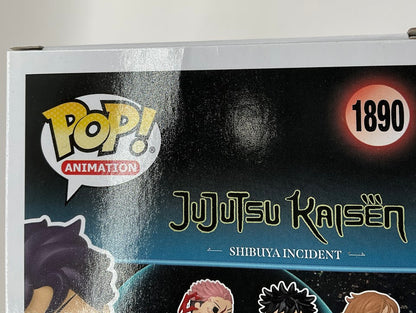 POP!
ANIMATION
1890
JUJUTSU KAISEN
SHIBUYA INCIDENT